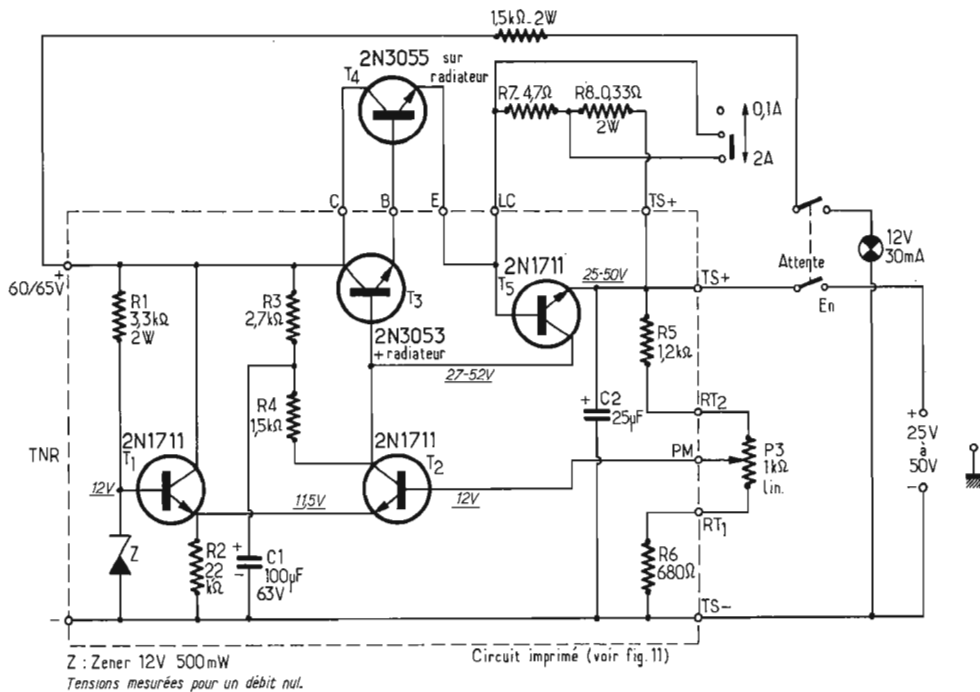 1,5kΩ-2W
2N3055
sur
radiateur
T4
R7-4,7Ω
R8-0,33Ω
2W
0,1A
2A
C
B
E
LC
TS+
60/65V
+
R1
3,3kΩ
2W
R3
2,7kΩ
T3
2N3053
+ radiateur
2N1711
T5
25-50V
TS+
Attente
En
12V
30mA
27-52V
R5
1,2kΩ
R4
1,5kΩ
+
C2
25µF
RT2
TNR
2N1711
T1
2N1711
T2
PM
P3
1kΩ
lin.
+
25V
à
50V
-
12V
11,5V
12V
RT1
Z
R2
2,2
kΩ
+
-
C1
100µF
63V
R6
680Ω
-
TS-
Z : Zener 12V 500mW
Circuit imprimé (voir fig.11)
Tensions mesurées pour un débit nul.